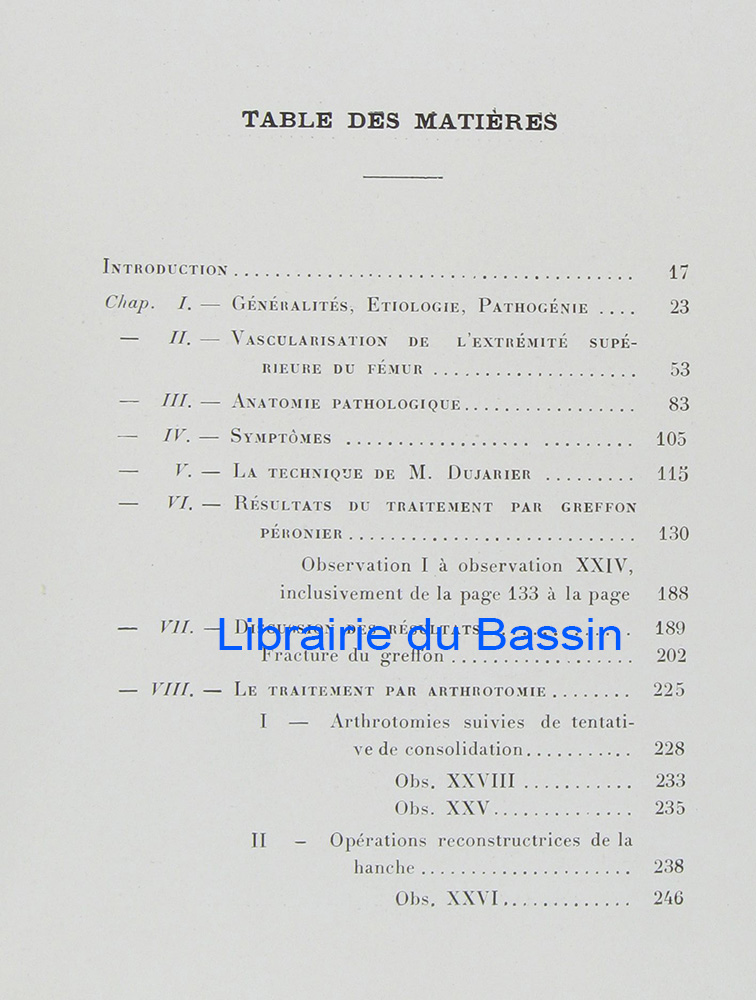 TABLE DES MATIÈRES
INTRODUCTION ........................................ 17
Chap. I. — GÉNÉRALITÉS, ETIOLOGIE, PATHOGÉNIE .... 23
— II. — VASCULARISATION DE L'EXTRÉMITÉ SUPÉ-
RIEURE DU FÉMUR .................... 53
— III. — ANATOMIE PATHOLOGIQUE................. 83
— IV. — SYMPTÔMES ............................ 105
— V. — LA TECHNIQUE DE M. DUJARIER ......... 115
— VI. — RÉSULTATS DU TRAITEMENT PAR GREFFON
PÉRONIER............................ 130
Observation I à observation XXIV,
inclusivement de la page 133 à la page 188
— VII. — DISCUSSION DES RÉSULTATS............. 189
Librairie du Bassin
Fracture du greffon .................. 202
— VIII. — LE TRAITEMENT PAR ARTHROTOMIE........ 225
I — Arthrotomies suivies de tentati-
ve de consolidation........... 228
Obs. XXVIII ........... 233
Obs. XXV.............. 235
II — Opérations reconstructrices de la
hanche ..................... 238
Obs. XXVI............. 246